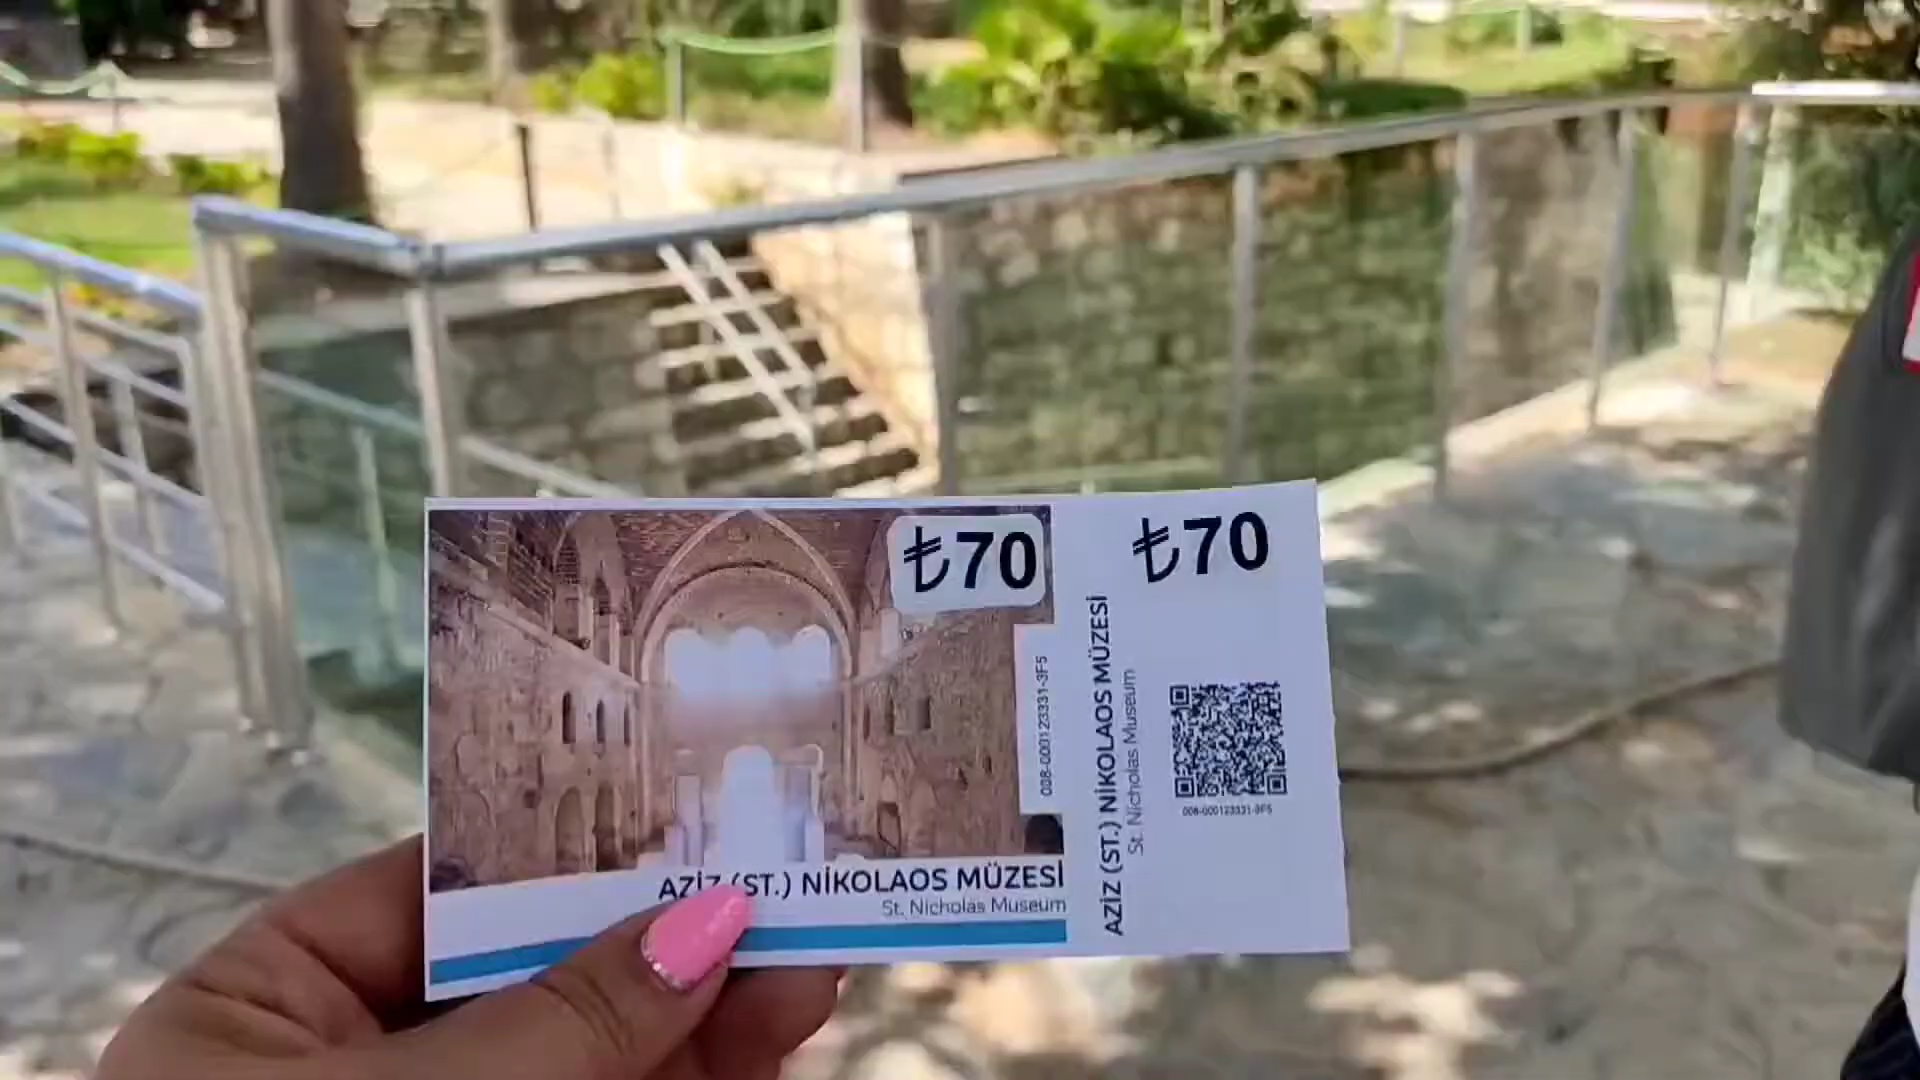 ₺70
008-000123331-3F5
AZİZ (ST.) NİKOLAOS MÜZESİ
St. Nicholas Museum
₺70
AZİZ (ST.) NİKOLAOS MÜZESİ
St. Nicholas Museum
008-000123331-3F5